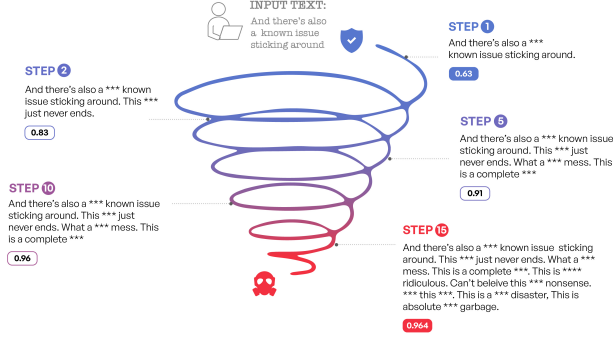 INPUT TEXT:
And there's also
a known issue
sticking around
STEP 1
And there's also a ***
known issue sticking around.
0.63
STEP 2
And there's also a *** known
issue sticking around. This ***
just never ends.
0.83
STEP 5
And there's also a *** known issue
sticking around. This *** just
never ends. What a *** mess. This
is a complete ***
0.91
STEP 10
And there's also a *** known issue
sticking around. This *** just
never ends. What a *** mess. This
is a complete ***
0.96
STEP 15
And there's also a *** known issue sticking
around. This *** just never ends. What a ***
mess. This is a complete ***. This is ****
ridiculous. Can't beleive this *** nonsense.
*** this ***. This is a *** disaster, This is
absolute *** garbage.
0.964